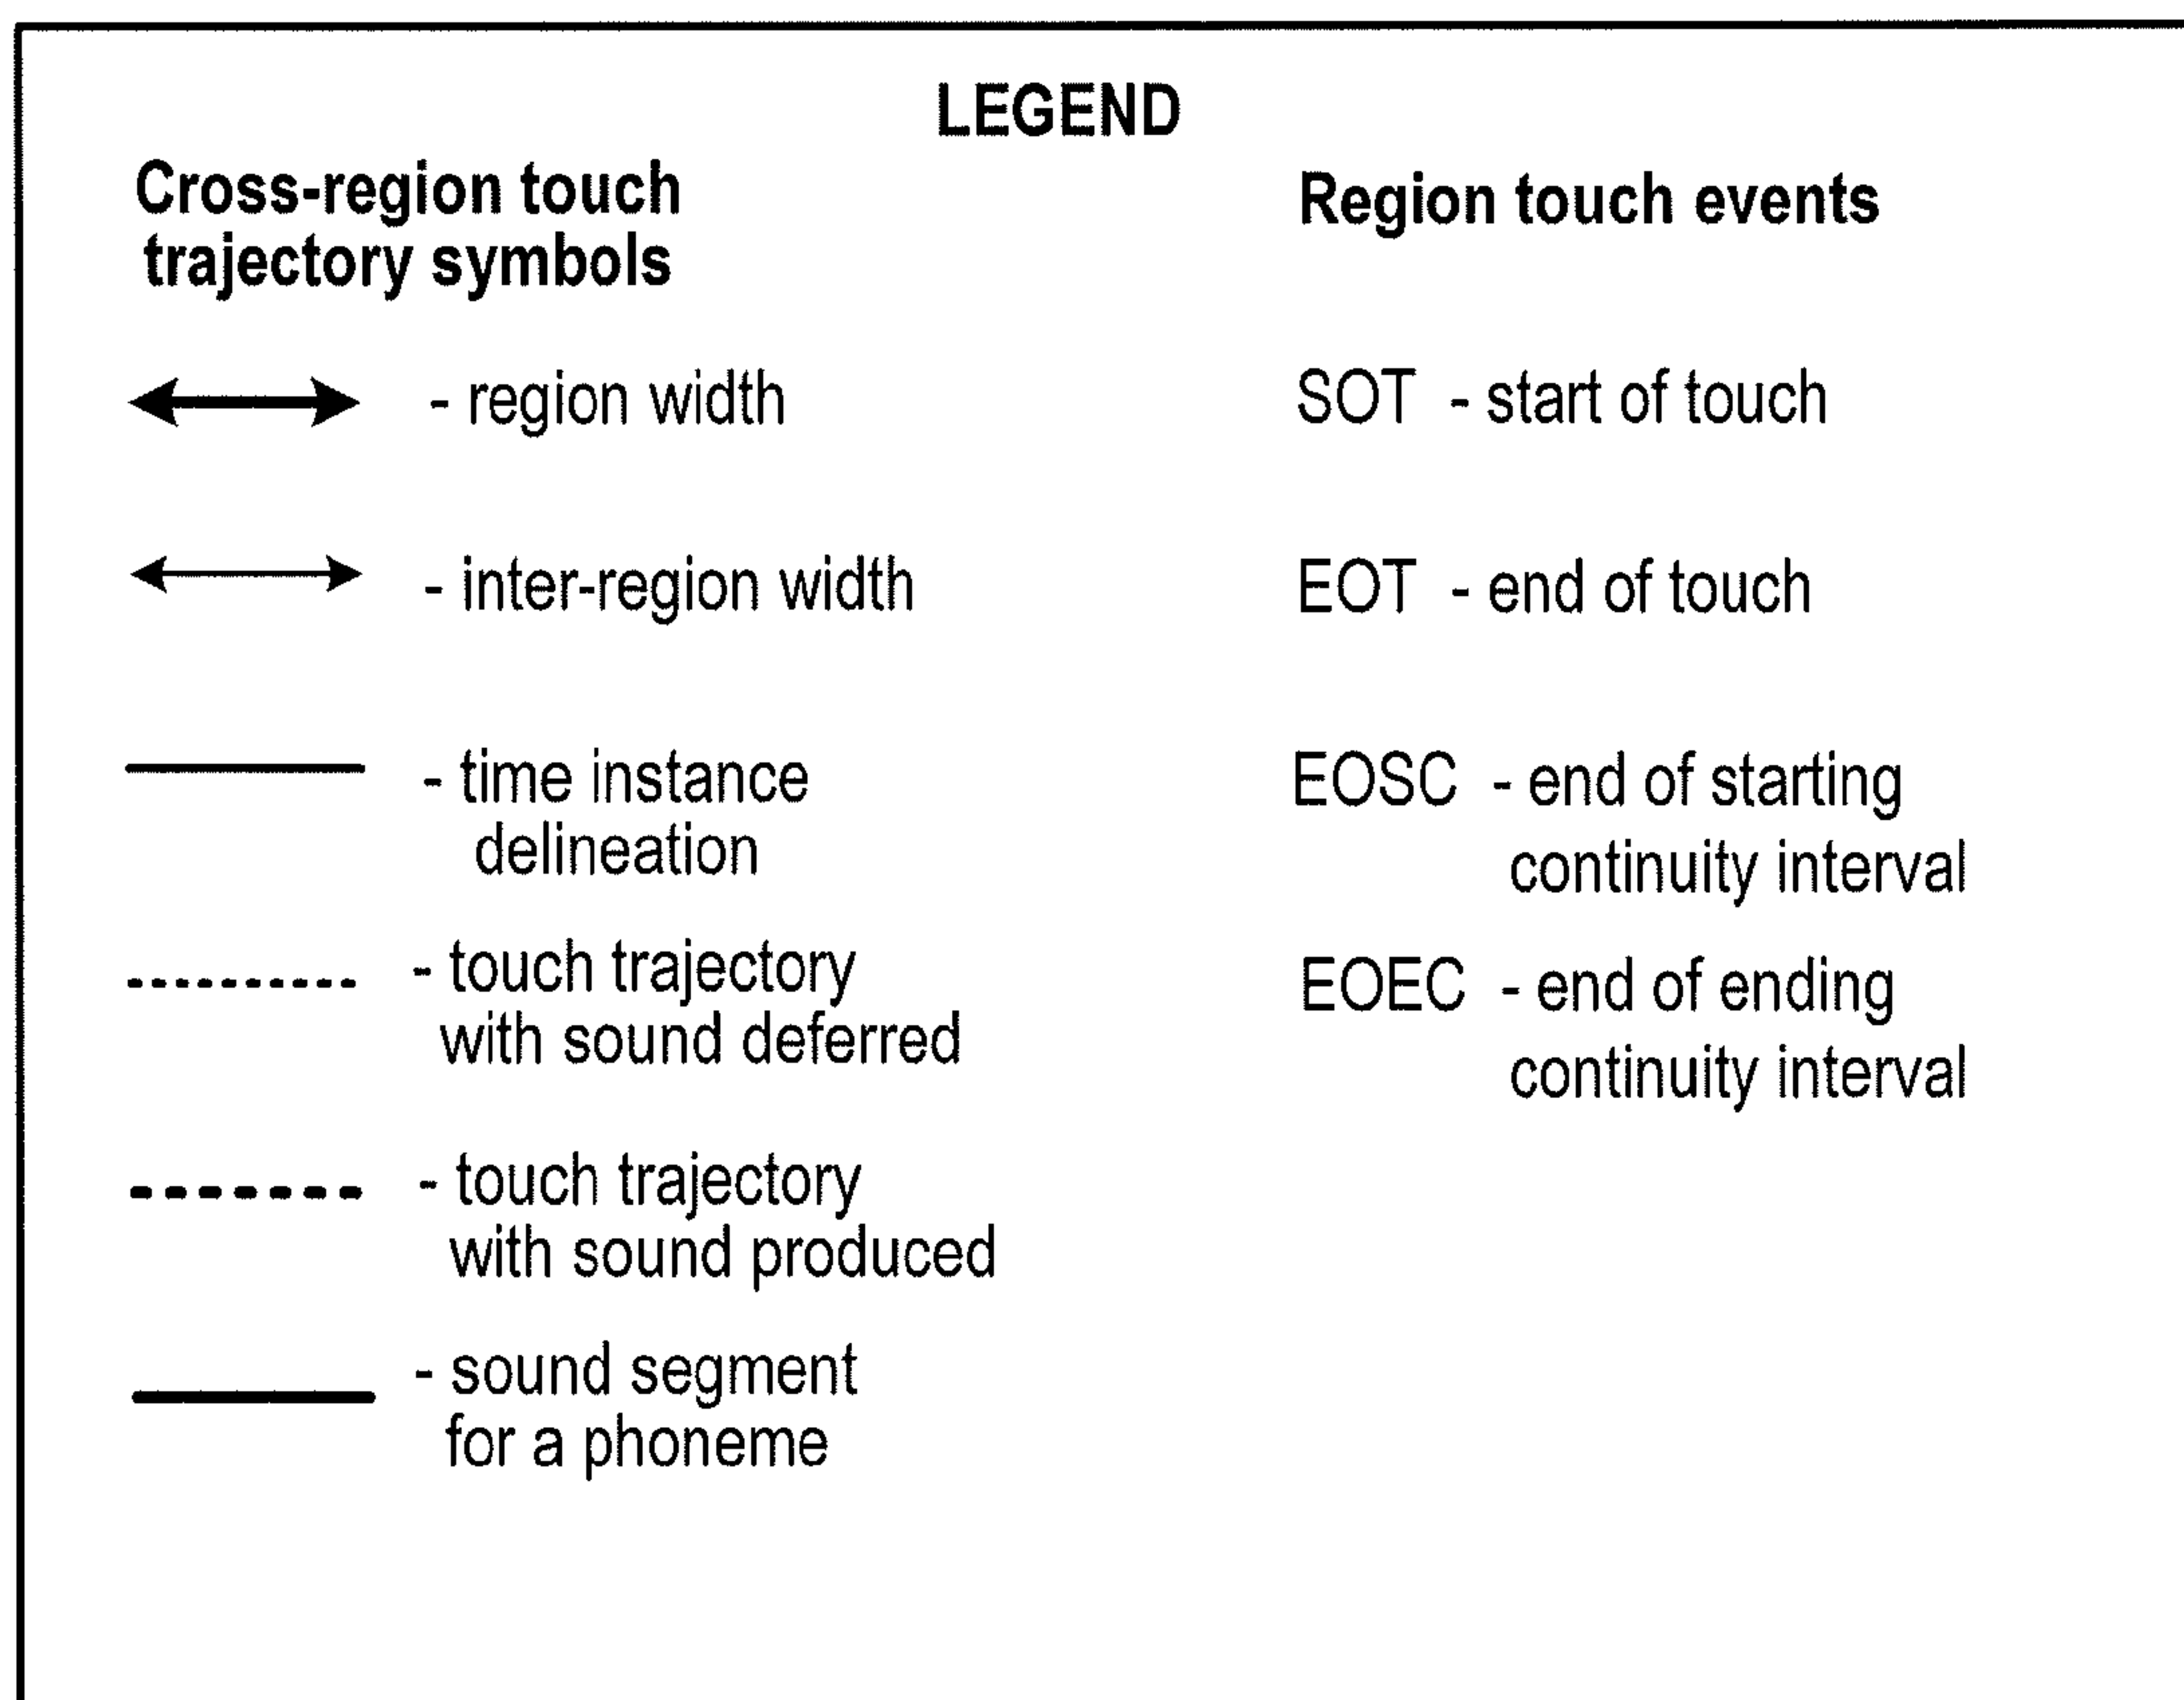 LEGEND
Cross-region touch
trajectory symbols
- region width
- inter-region width
- time instance
delineation
- touch trajectory
with sound deferred
- touch trajectory
with sound produced
- sound segment
for a phoneme
Region touch events
SOT - start of touch
EOT - end of touch
EOSC - end of starting
continuity interval
EOEC - end of ending
continuity interval